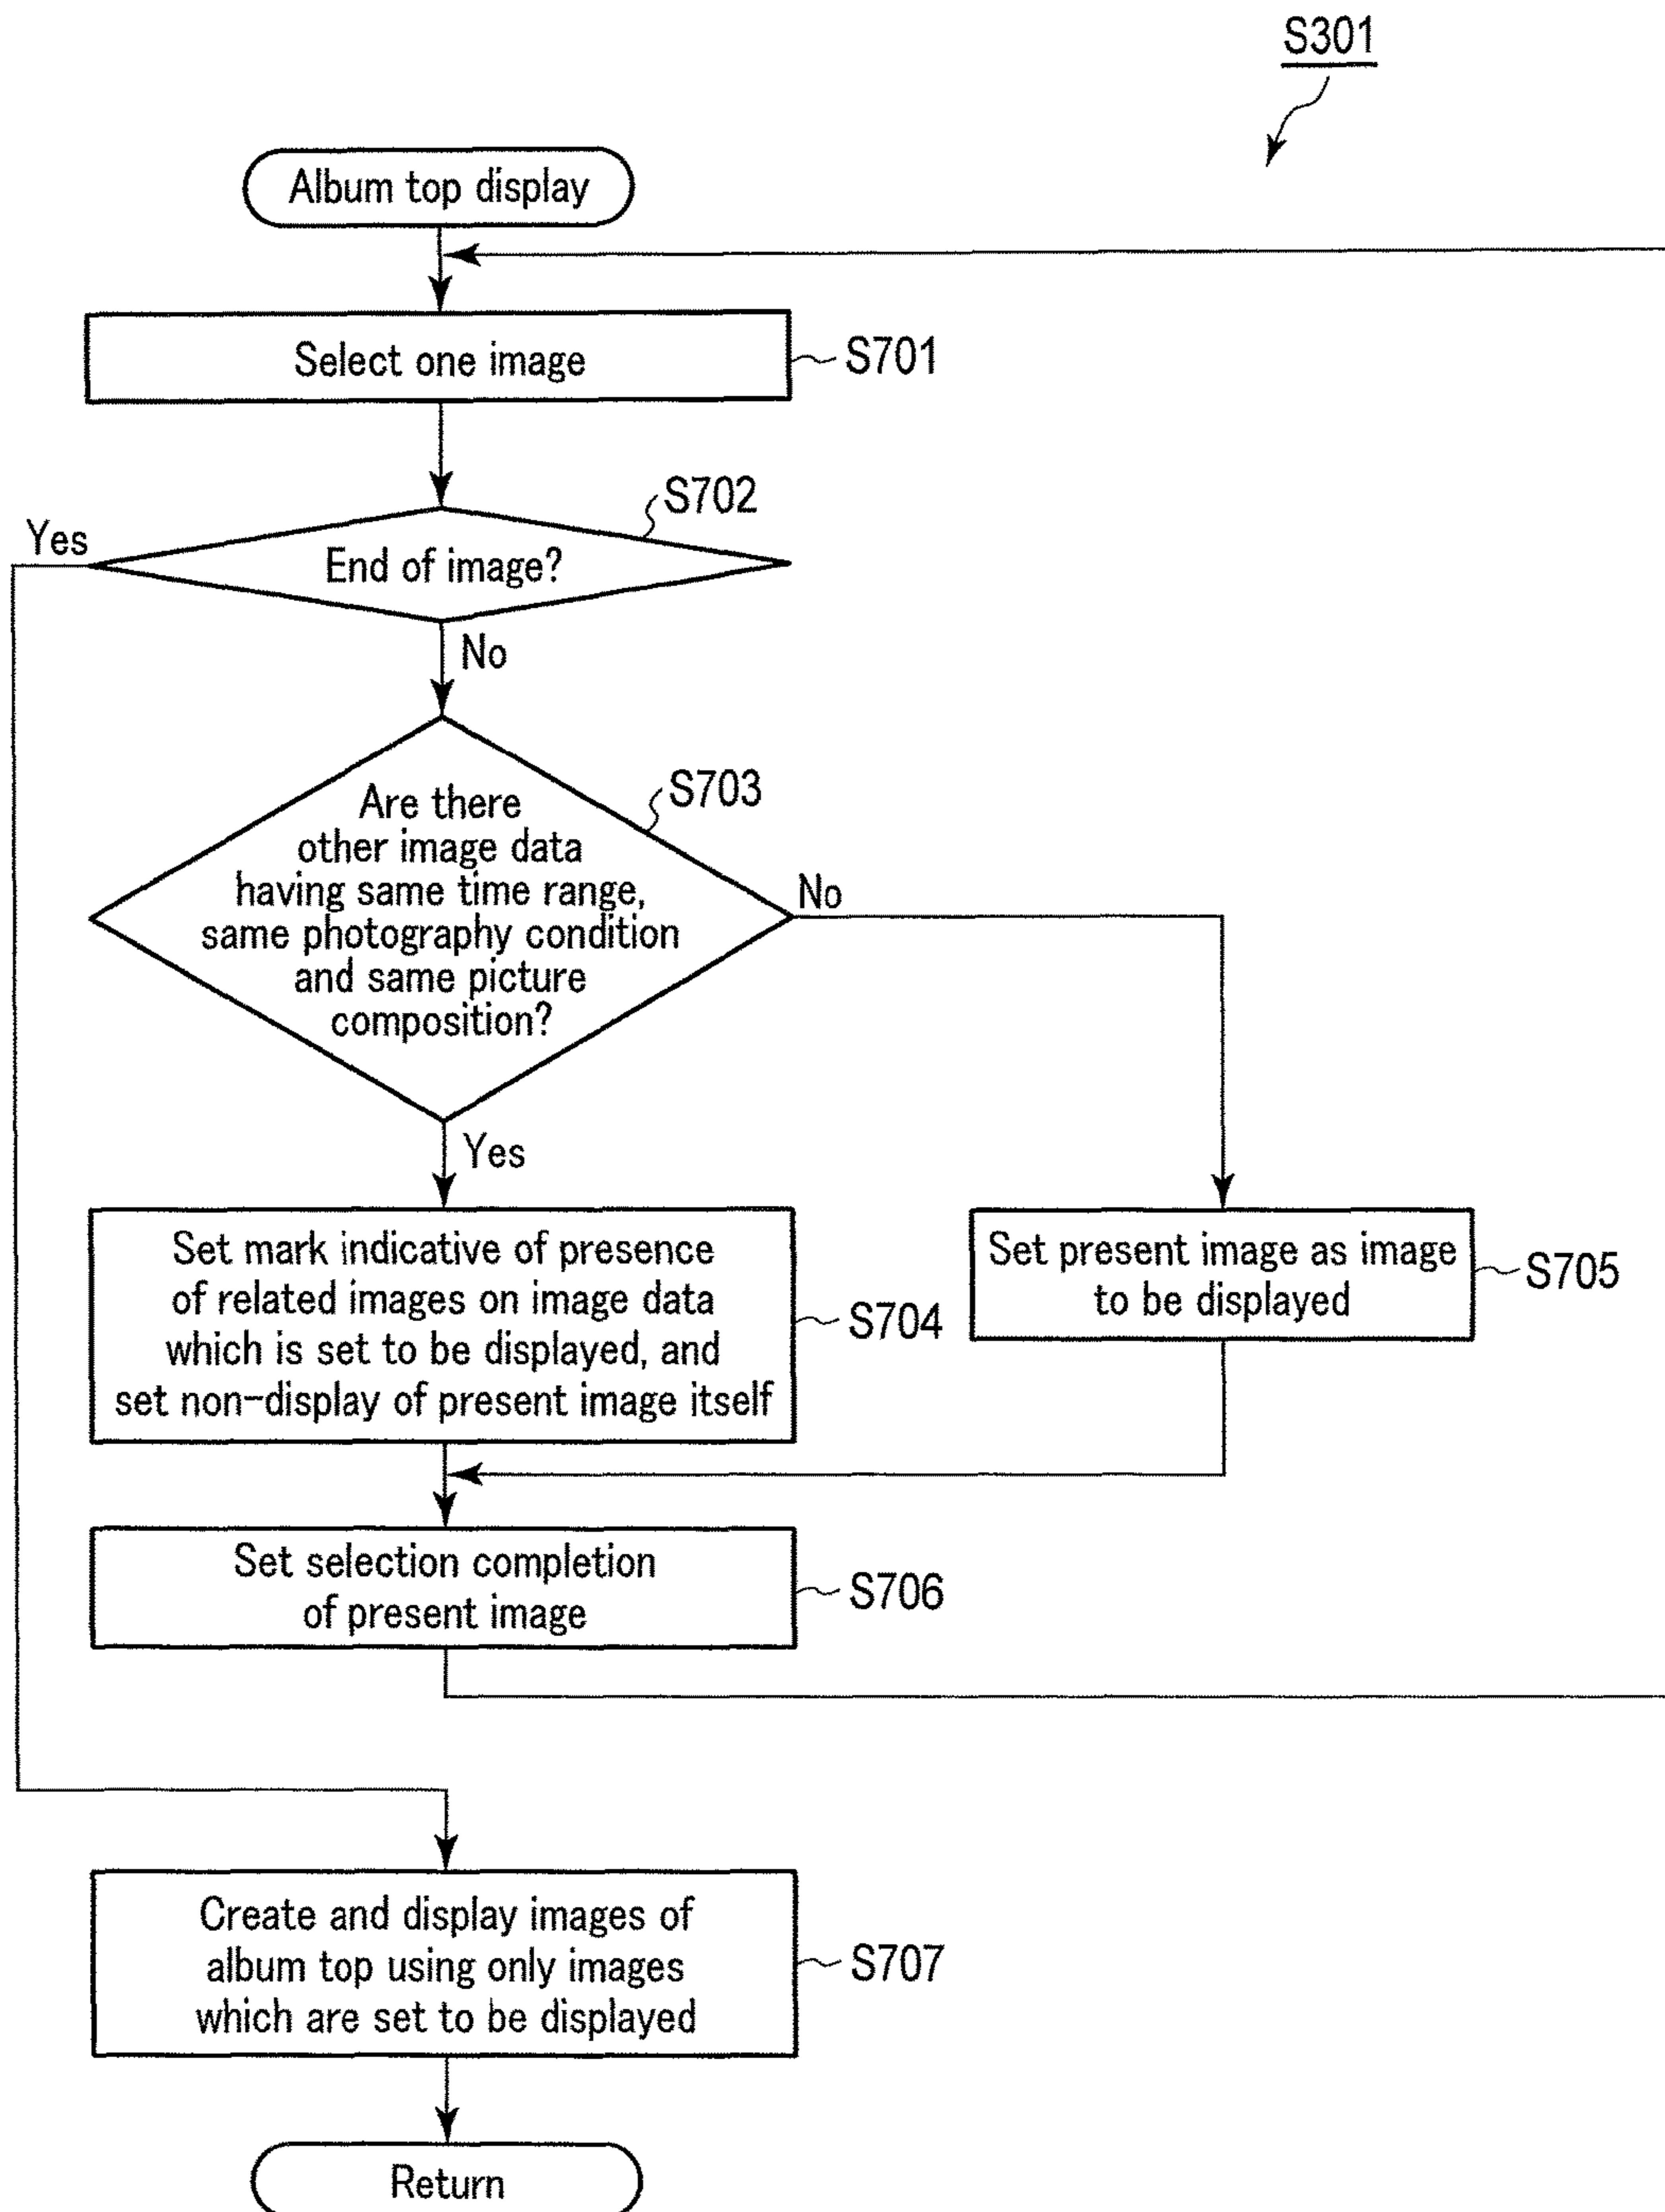 S301
Album top display
Select one image
S701
S702
Yes
End of image?
No
S703
Are there
other image data
having same time range,
same photography condition
and same picture
composition?
No
Yes
Set mark indicative of presence
of related images on image data
which is set to be displayed, and
set non-display of present image itself
S704
Set present image as image
to be displayed
S705
Set selection completion
of present image
S706
Create and display images of
album top using only images
which are set to be displayed
S707
Return